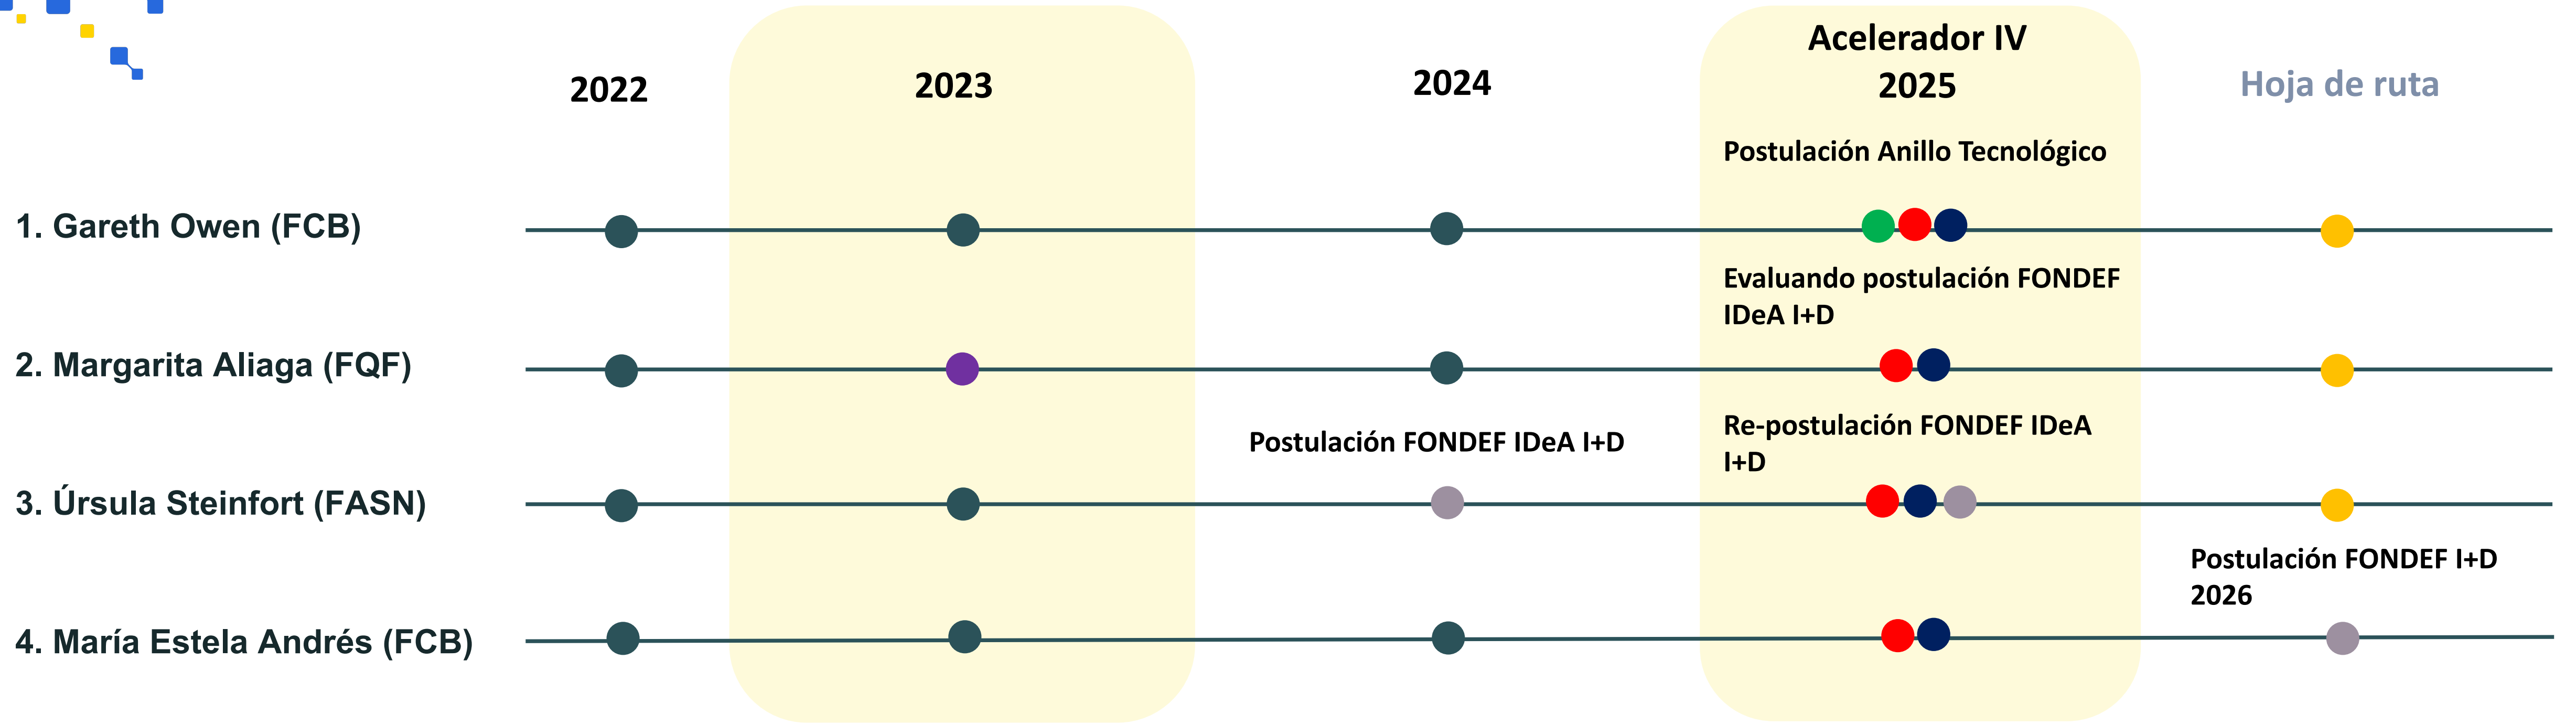 2022
2023
2024
Acelerador IV
2025
Hoja de ruta
Postulación Anillo Tecnológico
1. Gareth Owen (FCB)
Evaluando postulación FONDEF
IDeA I+D
2. Margarita Aliaga (FQF)
Postulación FONDEF IDeA I+D
Re-postulación FONDEF IDeA
I+D
3. Úrsula Steinfort (FASN)
Postulación FONDEF I+D
2026
4. María Estela Andrés (FCB)